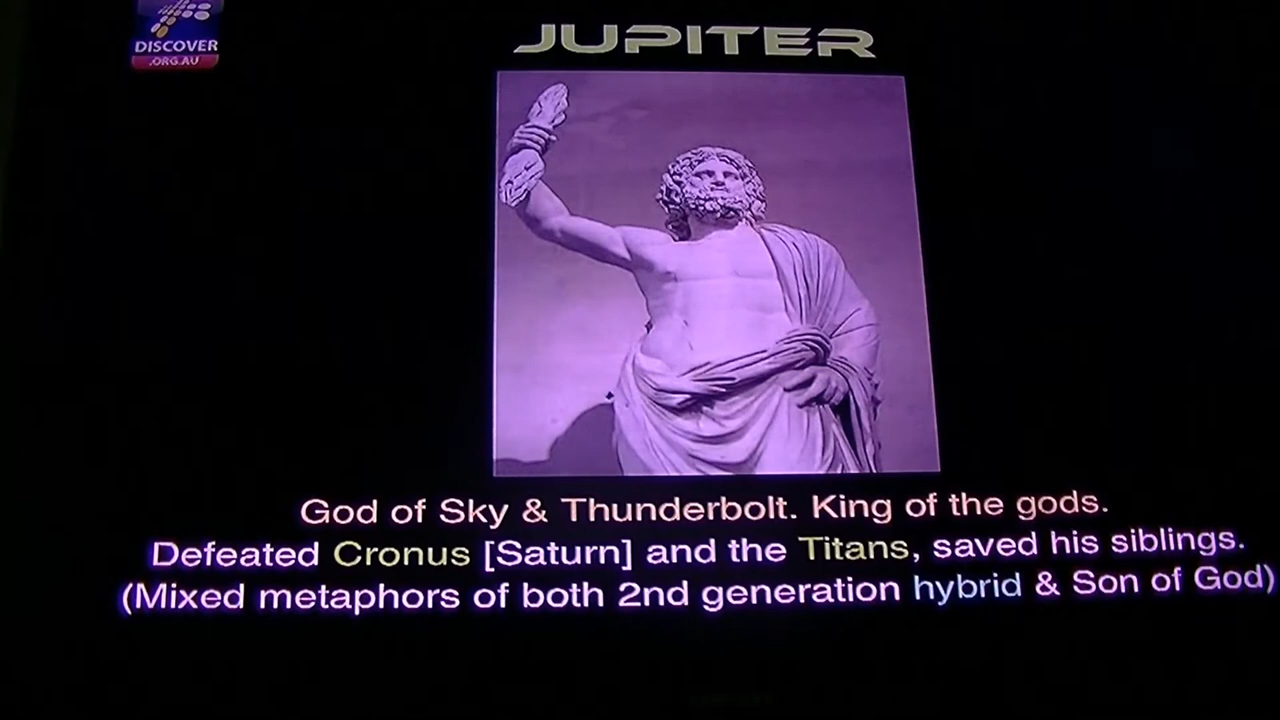 DISCOVER
.ORG.AU
JUPITER
God of Sky & Thunderbolt. King of the gods.
Defeated Cronus [Saturn] and the Titans, saved his siblings.
(Mixed metaphors of both 2nd generation hybrid & Son of God)